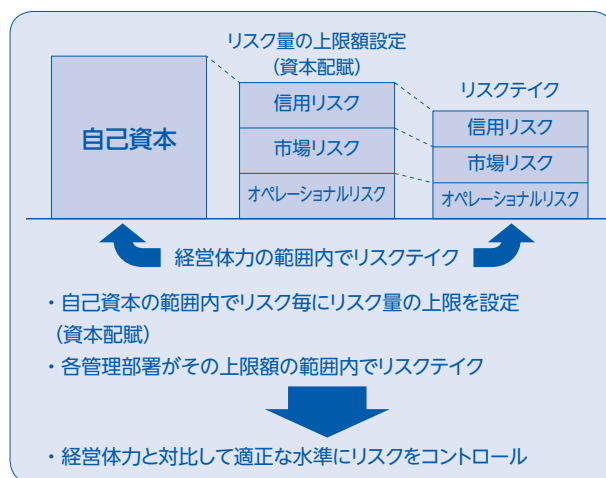 リスク量の上限額設定
(資本配賦)
自己資本
信用リスク
市場リスク
オペレーショナルリスク
リスクテイク
信用リスク
市場リスク
オペレーショナルリスク
経営体力の範囲内でリスクテイク
・自己資本の範囲内でリスク毎にリスク量の上限を設定
(資本配賦)
・各管理部署がその上限額の範囲内でリスクテイク
・経営体力と対比して適正な水準にリスクをコントロール